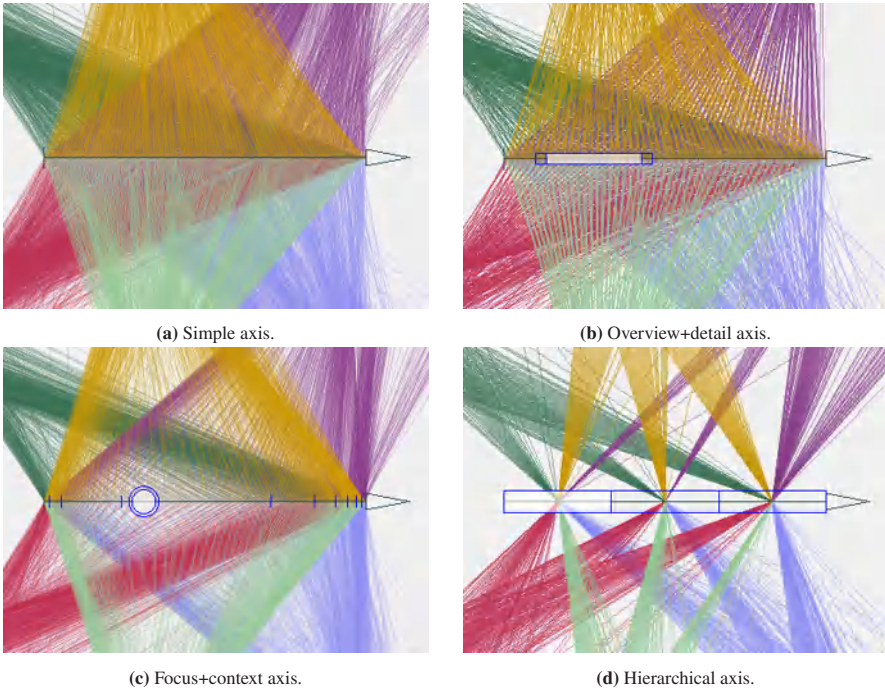 (a) Simple axis.
(b) Overview+detail axis.
(c) Focus+context axis.
(d) Hierarchical axis.